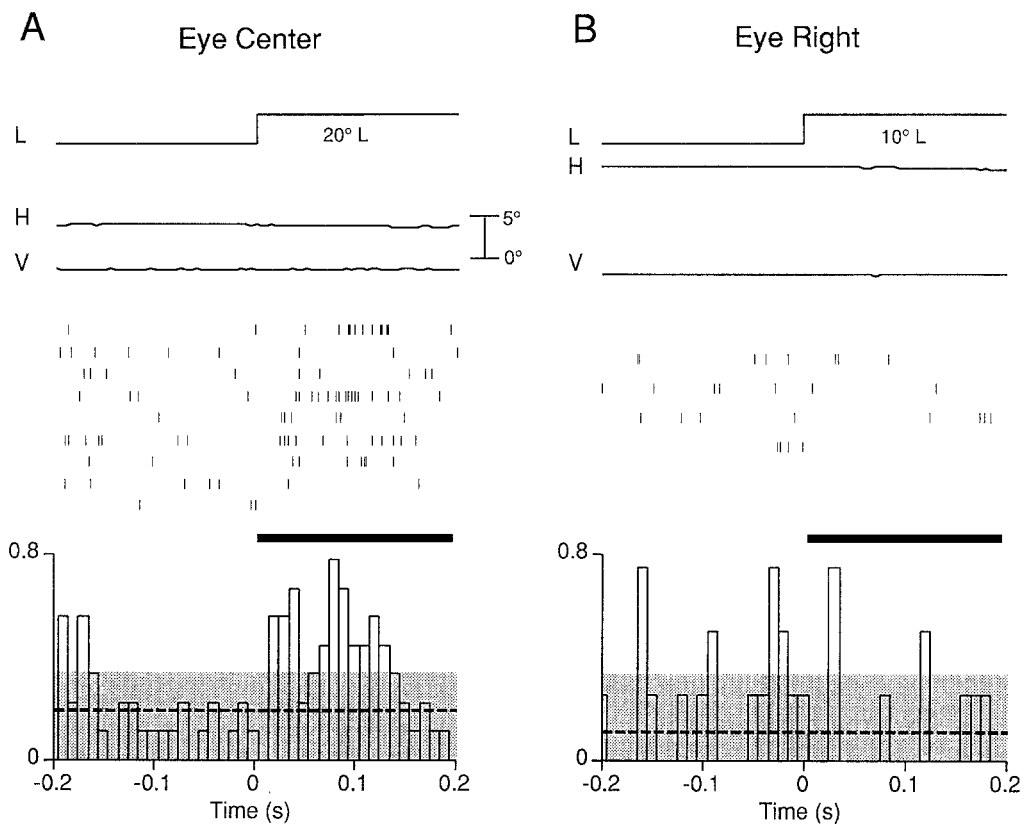 A
Eye Center
L
20° L
H
V
5°
0°
0.8
0
-0.2
-0.1
0
0.1
0.2
Time (s)
B
Eye Right
L
10° L
H
V
0.8
0
-0.2
-0.1
0
0.1
0.2
Time (s)